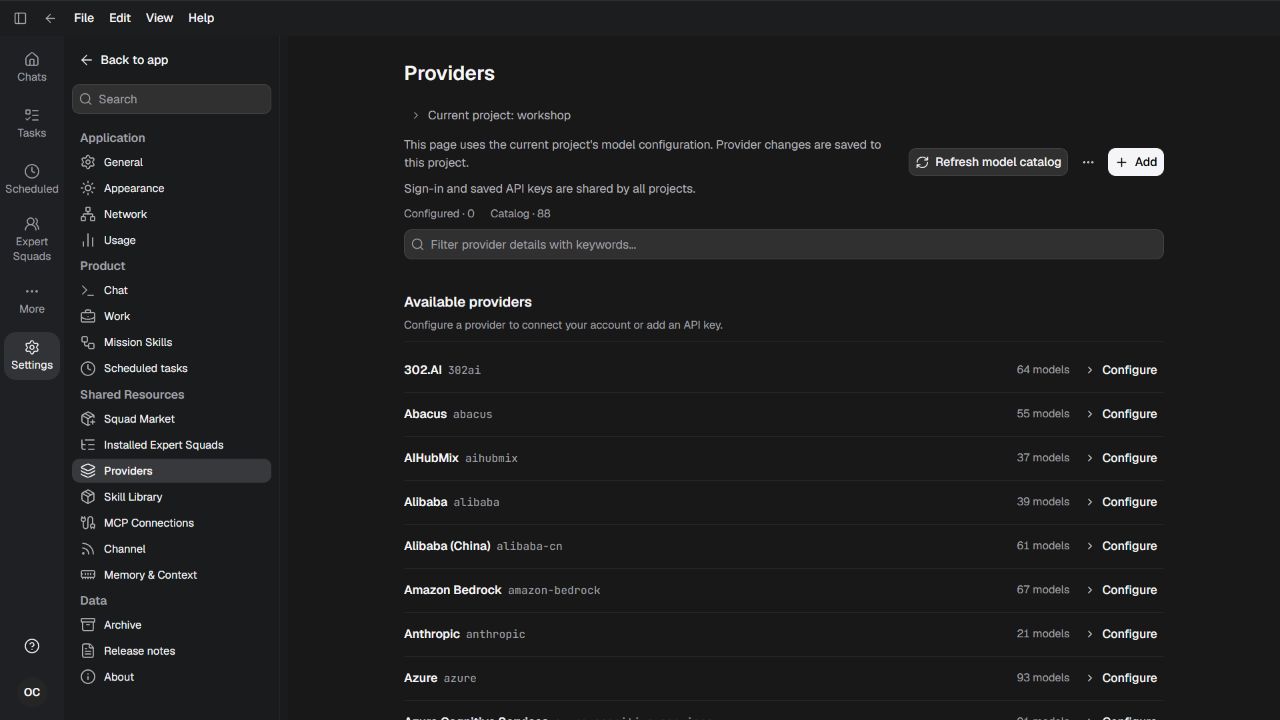 File Edit View Help
Chats
Tasks
Scheduled
Expert
Squads
More
Settings
OC
Back to app
Search
Application
General
Appearance
Network
Usage
Product
Chat
Work
Mission Skills
Scheduled tasks
Shared Resources
Squad Market
Installed Expert Squads
Providers
Skill Library
MCP Connections
Channel
Memory & Context
Data
Archive
Release notes
About
Providers
Current project: workshop
This page uses the current project's model configuration. Provider changes are saved to
this project.
Sign-in and saved API keys are shared by all projects.
Refresh model catalog
Add
Configured · 0 Catalog · 88
Filter provider details with keywords...
Available providers
Configure a provider to connect your account or add an API key.
302.AI 302ai 64 models Configure
Abacus abacus 55 models Configure
AIHubMix aihubmix 37 models Configure
Alibaba alibaba 39 models Configure
Alibaba (China) alibaba-cn 61 models Configure
Amazon Bedrock amazon-bedrock 67 models Configure
Anthropic anthropic 21 models Configure
Azure azure 93 models Configure